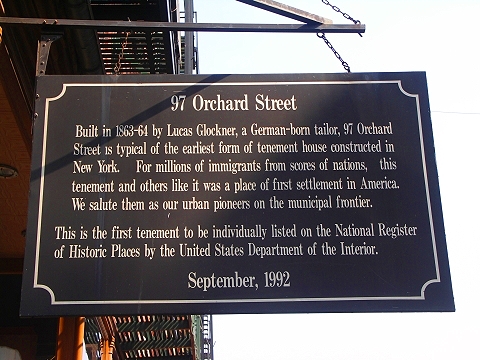 97 Orchard Street
Built in 1863-64 by Lucas Glockner, a German-born tailor, 97 Orchard
Street is typical of the earliest form of tenement house constructed in
New York. For millions of immigrants from scores of nations, this
tenement and others like it was a place of first settlement in America.
We salute them as our urban pioneers on the municipal frontier.
This is the first tenement to be individually listed on the National Register
of Historic Places by the United States Department of the Interior.
September, 1992